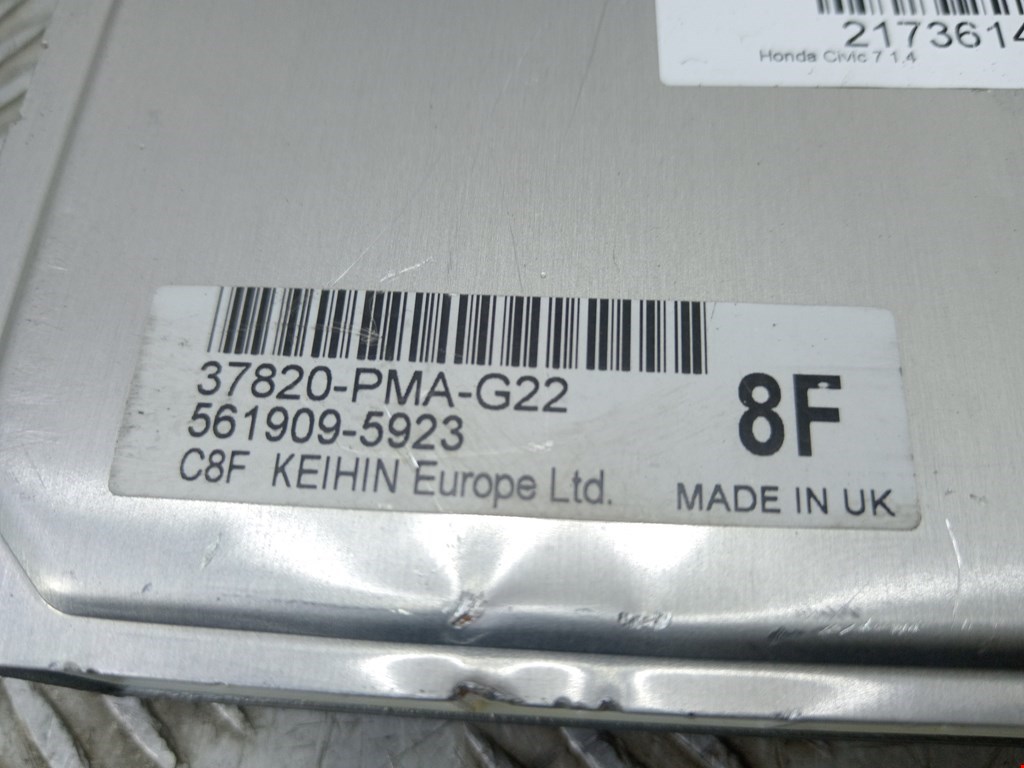 2173614
Honda Civic 7 1.4
37820-PMA-G22
561909-5923
C8F KEIHIN Europe Ltd.
8F
MADE IN UK